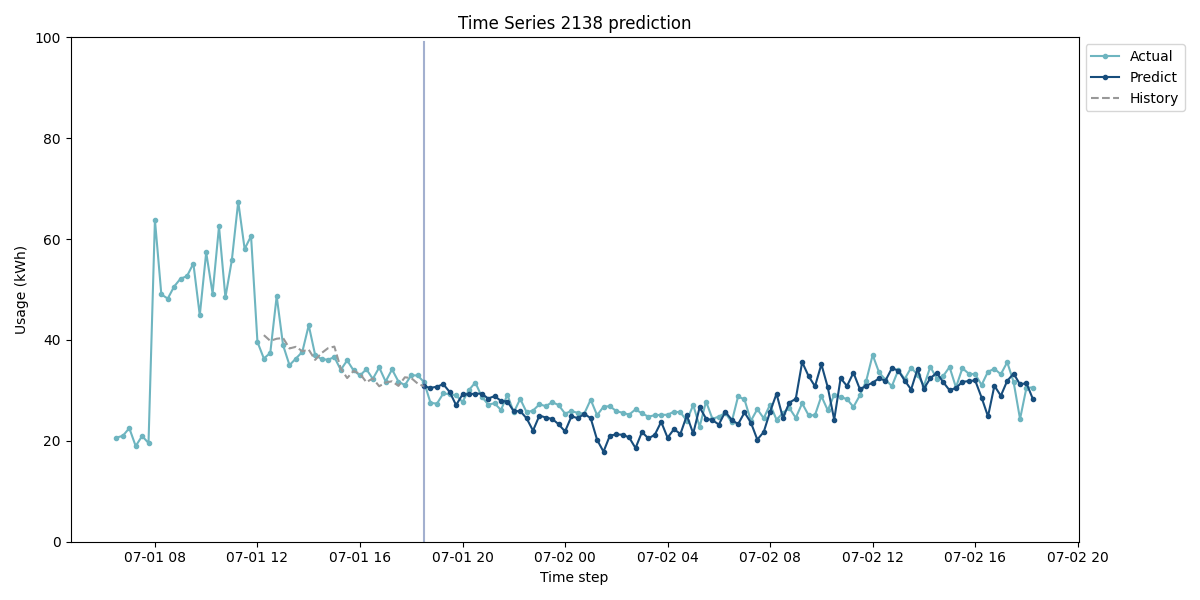 Time Series 2138 prediction
100
80
60
40
20
0
Usage (kWh)
07-01 08
07-01 12
07-01 16
07-01 20
07-02 00
07-02 04
07-02 08
07-02 12
07-02 16
07-02 20
Time step
Actual
Predict
History